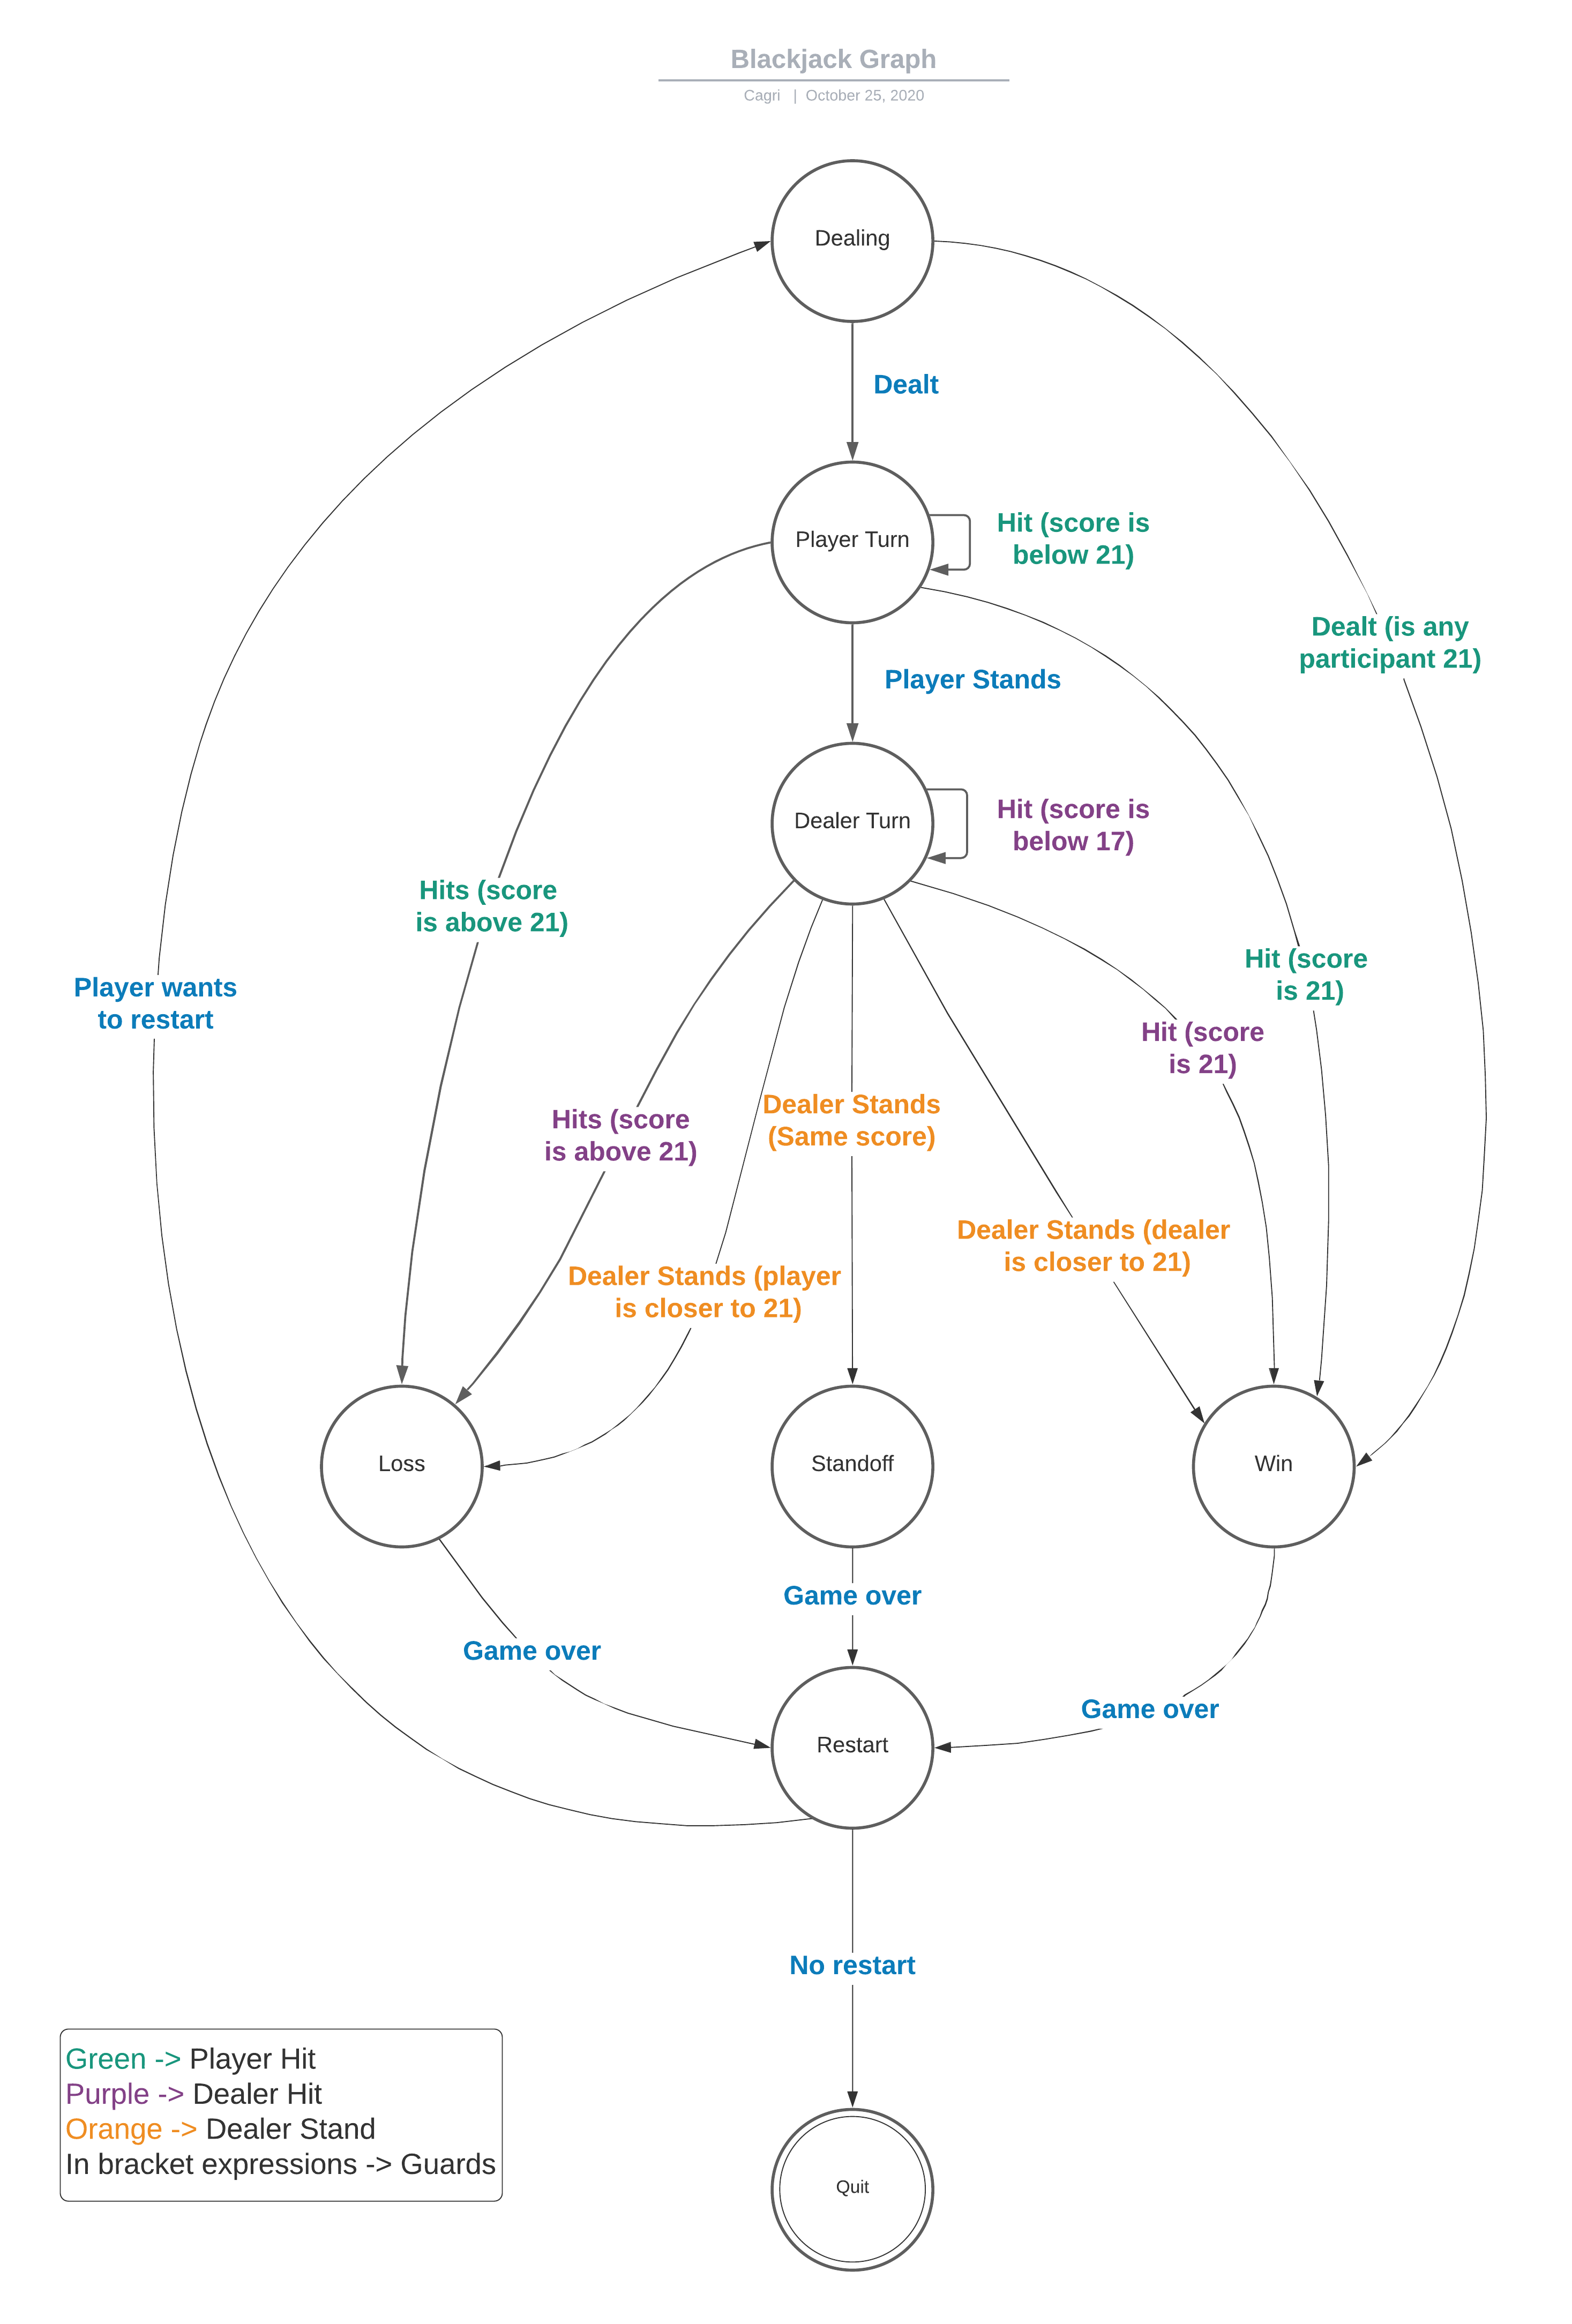 Blackjack Graph
Cagri | October 25, 2020
Dealing
Dealt
Player Turn
Hit (score is
below 21)
Dealt (is any
participant 21)
Player Stands
Dealer Turn
Hit (score is
below 17)
Hits (score
is above 21)
Hit (score
is 21)
Player wants
to restart
Hit (score
is 21)
Hits (score
is above 21)
Dealer Stands
(Same score)
Dealer Stands (dealer
is closer to 21)
Dealer Stands (player
is closer to 21)
Loss
Standoff
Win
Game over
Game over
Game over
Restart
No restart
Green -> Player Hit
Purple -> Dealer Hit
Orange -> Dealer Stand
In bracket expressions -> Guards
Quit